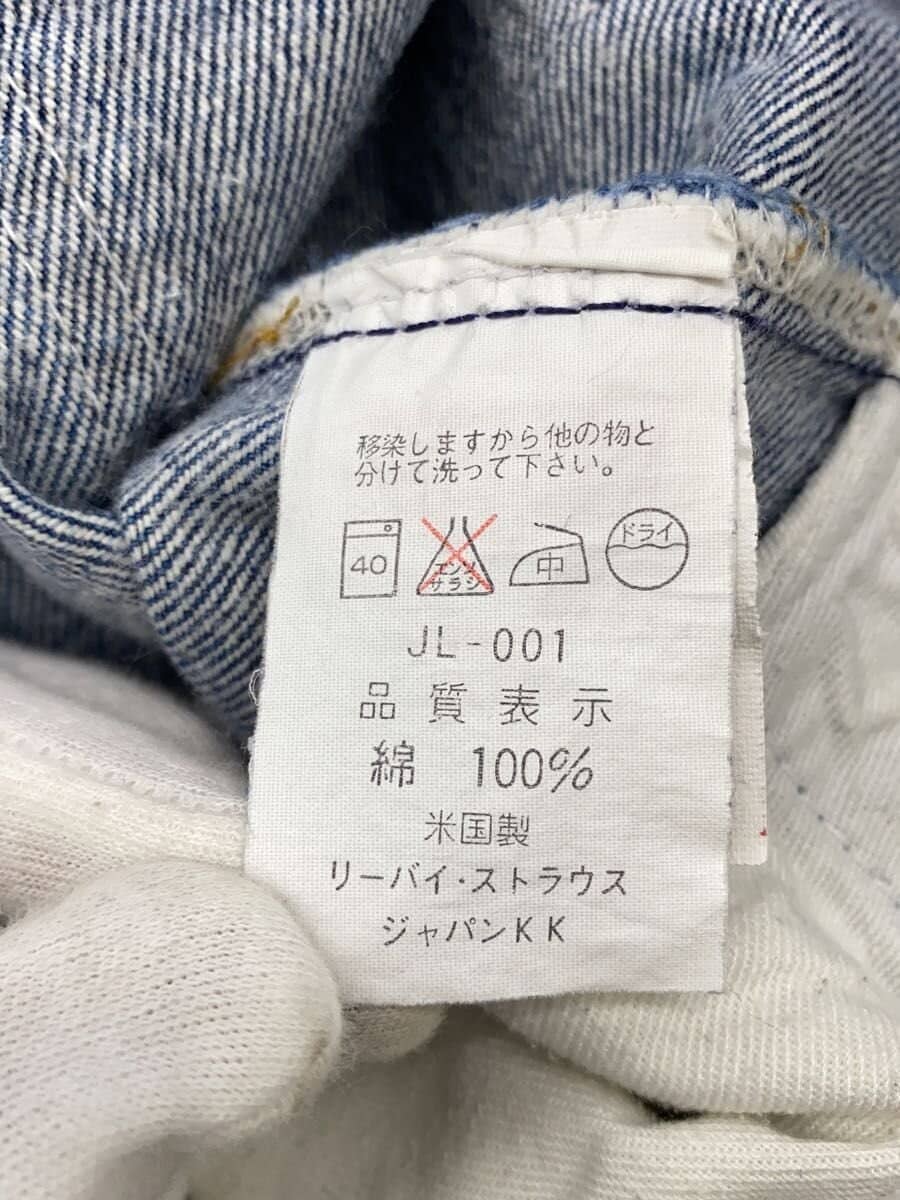 移染しますから他の物と
分けて洗って下さい。
40 エンソ サラシ 中 ドライ
JL-001
品質表示
綿 100%
米国製
リーバイ・ストラウス
ジャパンKK